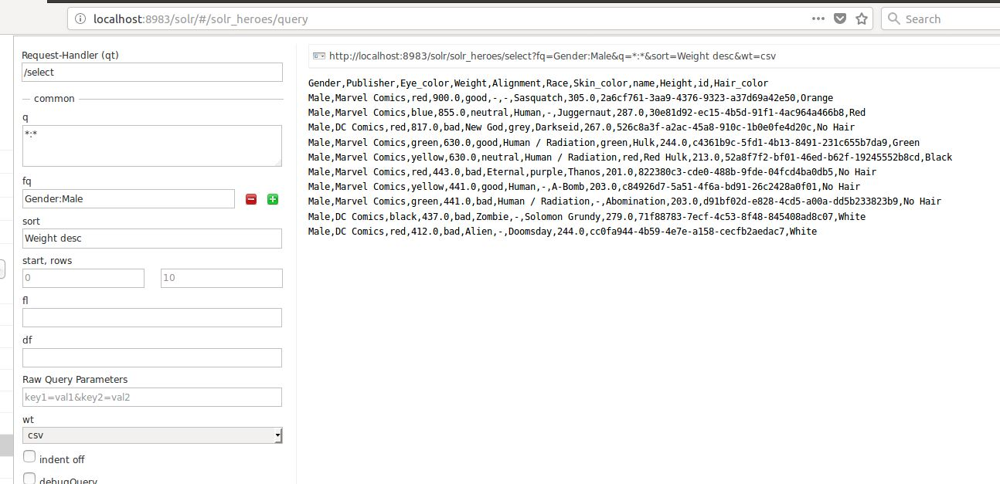 localhost:8983/solr/#/solr_heroes/query
Search
Request-Handler (qt)
/select
common
q
*:*
fq
Gender:Male
sort
Weight desc
start, rows
0 10
fl
df
Raw Query Parameters
key1=val1&key2=val2
wt
csv
indent off
debugQuery
http://localhost:8983/solr/solr_heroes/select?fq=Gender:Male&q=*:*&sort=Weight desc&wt=csv
Gender,Publisher,Eye_color,Weight,Alignment,Race,Skin_color,name,Height,id,Hair_color
Male,Marvel Comics,red,900.0,good,-,-,Sasquatch,305.0,2a6cf761-3aa9-4376-9323-a37d69a42e50,Orange
Male,Marvel Comics,blue,855.0,neutral,Human,-,Juggernaut,287.0,30e81d92-ec15-4b5d-91f1-4ac964a466b8,Red
Male,DC Comics,red,817.0,bad,New God,grey,Darkseid,267.0,526c8a3f-a2ac-45a8-910c-1b0e0fe4d20c,No Hair
Male,Marvel Comics,green,630.0,good,Human / Radiation,green,Hulk,244.0,c4361b9c-5fd1-4b13-8491-231c655b7da9,Green
Male,Marvel Comics,yellow,630.0,neutral,Human / Radiation,red,Red Hulk,213.0,52a8f7f2-bf01-46ed-b62f-19245552b8cd,Black
Male,Marvel Comics,red,443.0,bad,Eternal,purple,Thanos,201.0,822380c3-cde0-488b-9fde-04fcd4ba0db5,No Hair
Male,Marvel Comics,yellow,441.0,good,Human,-,A-Bomb,203.0,c84926d7-5a51-4f6a-bd91-26c2428a0f01,No Hair
Male,Marvel Comics,green,441.0,bad,Human / Radiation,-,Abomination,203.0,d91bf02d-e828-4cd5-a00a-dd5b233823b9,No Hair
Male,DC Comics,black,437.0,bad,Zombie,-,Solomon Grundy,279.0,71f88783-7ecf-4c53-8f48-845408ad8c07,White
Male,DC Comics,red,412.0,bad,Alien,-,Doomsday,244.0,cc0fa944-4b59-4e7e-a158-cecfb2aedac7,White